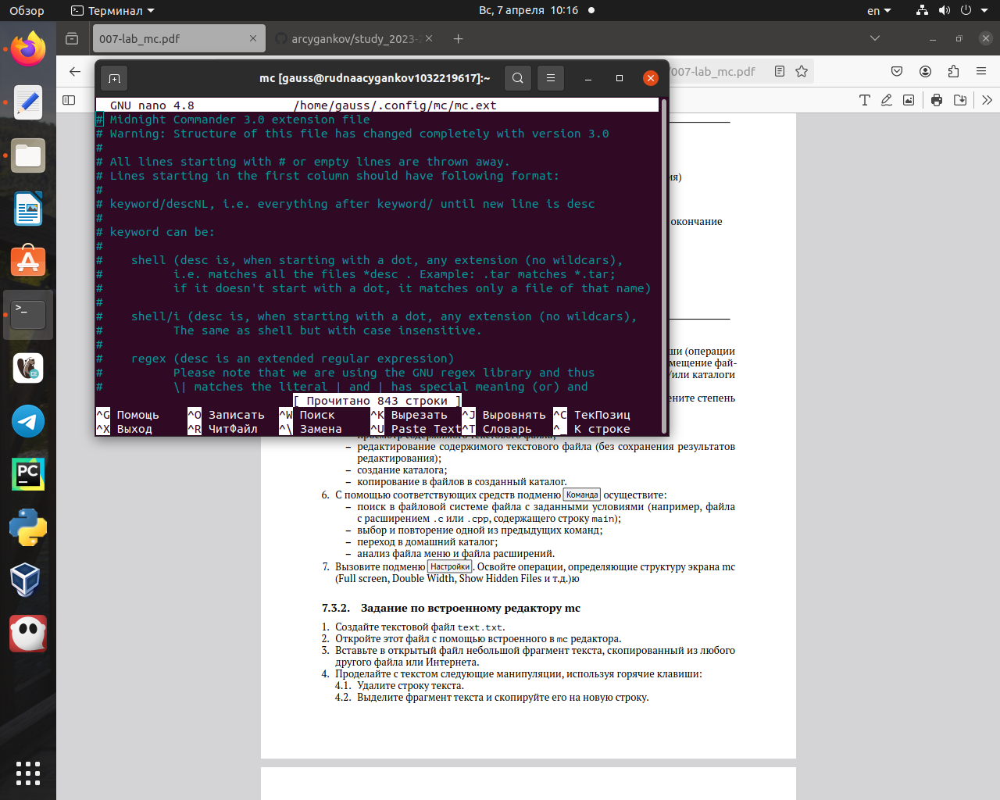 Обзор
Терминал
Вс, 7 апреля 10:16
en
007-lab_mc.pdf
arcygankov/study_2023-2
/007-lab_mc.pdf
mc [gauss@rudnaacygankov1032219617]:~
GNU nano 4.8 /home/gauss/.config/mc/mc.ext
# Midnight Commander 3.0 extension file
# Warning: Structure of this file has changed completely with version 3.0
#
# All lines starting with # or empty lines are thrown away.
# Lines starting in the first column should have following format:
#
# keyword/descNL, i.e. everything after keyword/ until new line is desc
#
# keyword can be:
#
# shell (desc is, when starting with a dot, any extension (no wildcars),
# i.e. matches all the files *desc . Example: .tar matches *.tar;
# if it doesn't start with a dot, it matches only a file of that name)
#
# shell/i (desc is, when starting with a dot, any extension (no wildcars),
# The same as shell but with case insensitive.
#
# regex (desc is an extended regular expression)
# Please note that we are using the GNU regex library and thus
# \| matches the literal | and | has special meaning (or) and
[ Прочитано 843 строки ]
^G Помощь ^O Записать ^W Поиск ^K Вырезать ^J Выровнять ^C ТекПозиц
^X Выход ^R ЧитФайл ^\ Замена ^U Paste Text ^T Словарь ^_ К строке
ия)
окончание
ши (операции
мещение фай-
/или каталоги
ените степень
– просмотр содержимого текстового файла;
– редактирование содержимого текстового файла (без сохранения результатов
редактирования);
– создание каталога;
– копирование в файлов в созданный каталог.
6. С помощью соответствующих средств подменю Команда осуществите:
– поиск в файловой системе файла с заданными условиями (например, файла
с расширением .c или .cpp, содержащего строку main);
– выбор и повторение одной из предыдущих команд;
– переход в домашний каталог;
– анализ файла меню и файла расширений.
7. Вызовите подменю Настройки. Освойте операции, определяющие структуру экрана mc
(Full screen, Double Width, Show Hidden Files и т.д.)ю
7.3.2. Задание по встроенному редактору mc
1. Создайте текстовой файл text.txt.
2. Откройте этот файл с помощью встроенного в mc редактора.
3. Вставьте в открытый файл небольшой фрагмент текста, скопированный из любого
другого файла или Интернета.
4. Проделайте с текстом следующие манипуляции, используя горячие клавиши:
4.1. Удалите строку текста.
4.2. Выделите фрагмент текста и скопируйте его на новую строку.